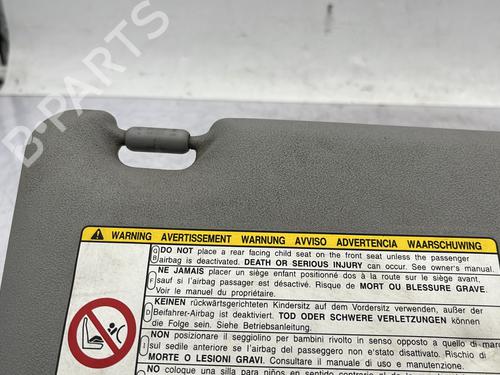 B-PARTS
WARNING AVERTISSEMENT WARNUNG AVVISO ADVERTENCIA WAARSCHUWING
GB DO NOT place a rear facing child seat on the front seat unless the passenger
airbag is deactivated. DEATH OR SERIOUS INJURY can occur. See owner's manual.
F NE JAMAIS placer un siège enfant positionné dos à la route sur le siège avant,
sauf si l'airbag passager est désactivé. Risque de MORT OU BLESSURE GRAVE.
Voir le manuel du propriétaire.
D KEINEN rückwärtsgerichteten Kindersitz auf dem Vordersitz verwenden, außer der
Beifahrer-Airbag ist deaktiviert. TOD ODER SCHWERE VERLETZUNGEN können
die Folge sein. Siehe Betriebsanleitung.
I NON posizionare il seggiolino per bambini rivolto in senso opposto a quello di
sul sedile anteriore se l'airbag del passeggero non e'stato disattivato. Rischio di
MORTE O LESIONI GRAVI. Consultare il manuale di uso e manutenzione.
NO coloque una silla para niños en sentido contrario